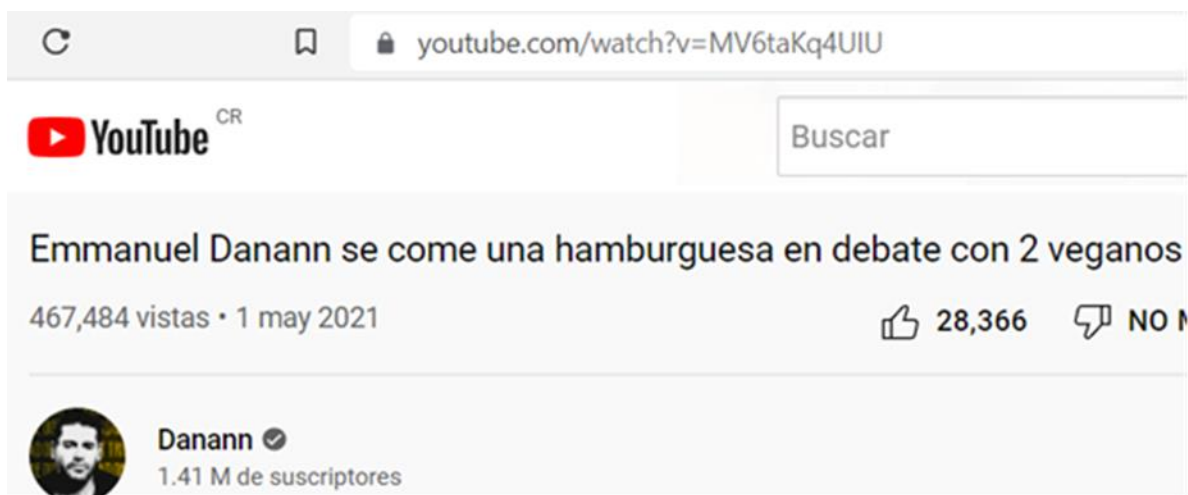 youtube.com/watch?v=MV6taKq4UIU
YouTube CR
Buscar
Emmanuel Danann se come una hamburguesa en debate con 2 veganos
467,484 vistas • 1 may 2021
28,366 NO
Danann
1.41 M de suscriptores